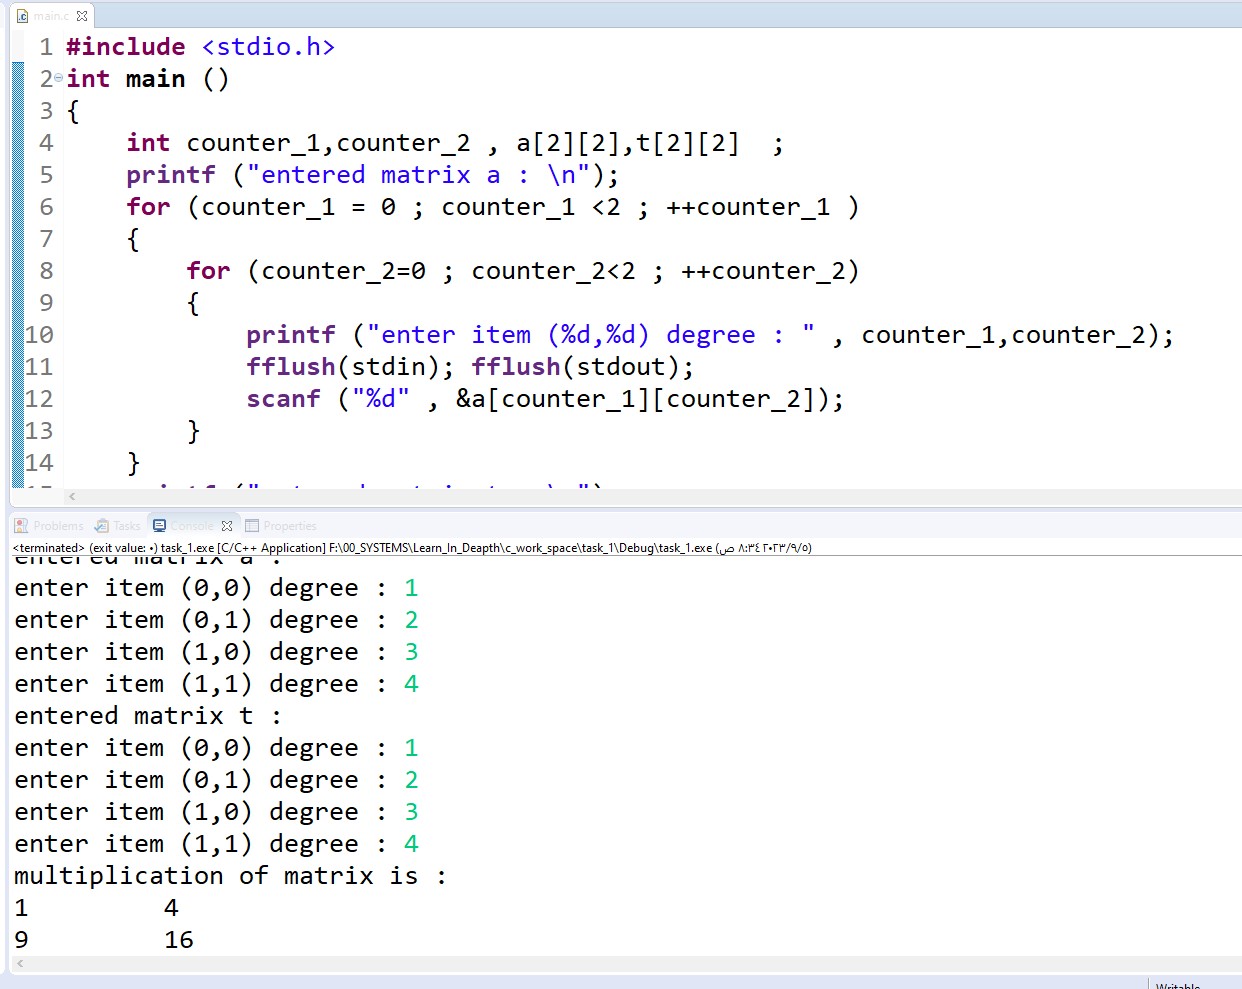 main.c
1 #include <stdio.h>
2 int main ()
3 {
4 int counter_1,counter_2 , a[2][2],t[2][2]  ;
5 printf ("entered matrix a : \n");
6 for (counter_1 = 0 ; counter_1 <2 ; ++counter_1 )
7 {
8 for (counter_2=0 ; counter_2<2 ; ++counter_2)
9 {
10 printf ("enter item (%d,%d) degree : " , counter_1,counter_2);
11 fflush(stdin); fflush(stdout);
12 scanf ("%d" , &a[counter_1][counter_2]);
13 }
14 }
Problems Tasks Console Properties
<terminated> (exit value: ٠) task_1.exe [C/C++ Application] F:\00_SYSTEMS\Learn_In_Deapth\c_work_space\task_1\Debug\task_1.exe (٢٠٢٣/٩/٥ ٨:٣٤ ص)
entered matrix a :
enter item (0,0) degree : 1
enter item (0,1) degree : 2
enter item (1,0) degree : 3
enter item (1,1) degree : 4
entered matrix t :
enter item (0,0) degree : 1
enter item (0,1) degree : 2
enter item (1,0) degree : 3
enter item (1,1) degree : 4
multiplication of matrix is :
1 4
9 16
Writable